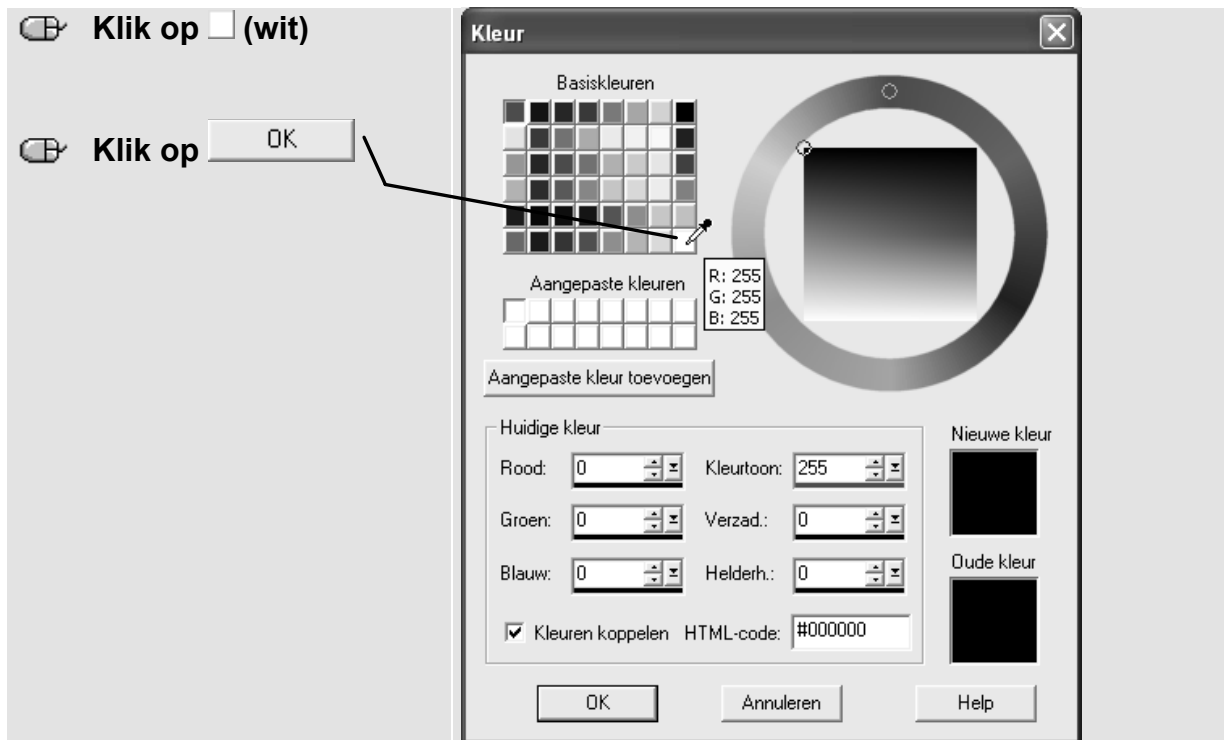 Klik op (wit)
Klik op OK
Kleur
Basiskleuren
Aangepaste kleuren
R: 255
G: 255
B: 255
Aangepaste kleur toevoegen
Huidige kleur
Rood: 0 Kleurtoon: 255
Groen: 0 Verzad.: 0
Blauw: 0 Helderh.: 0
Kleuren koppelen HTML-code: #000000
Nieuwe kleur
Oude kleur
OK Annuleren Help